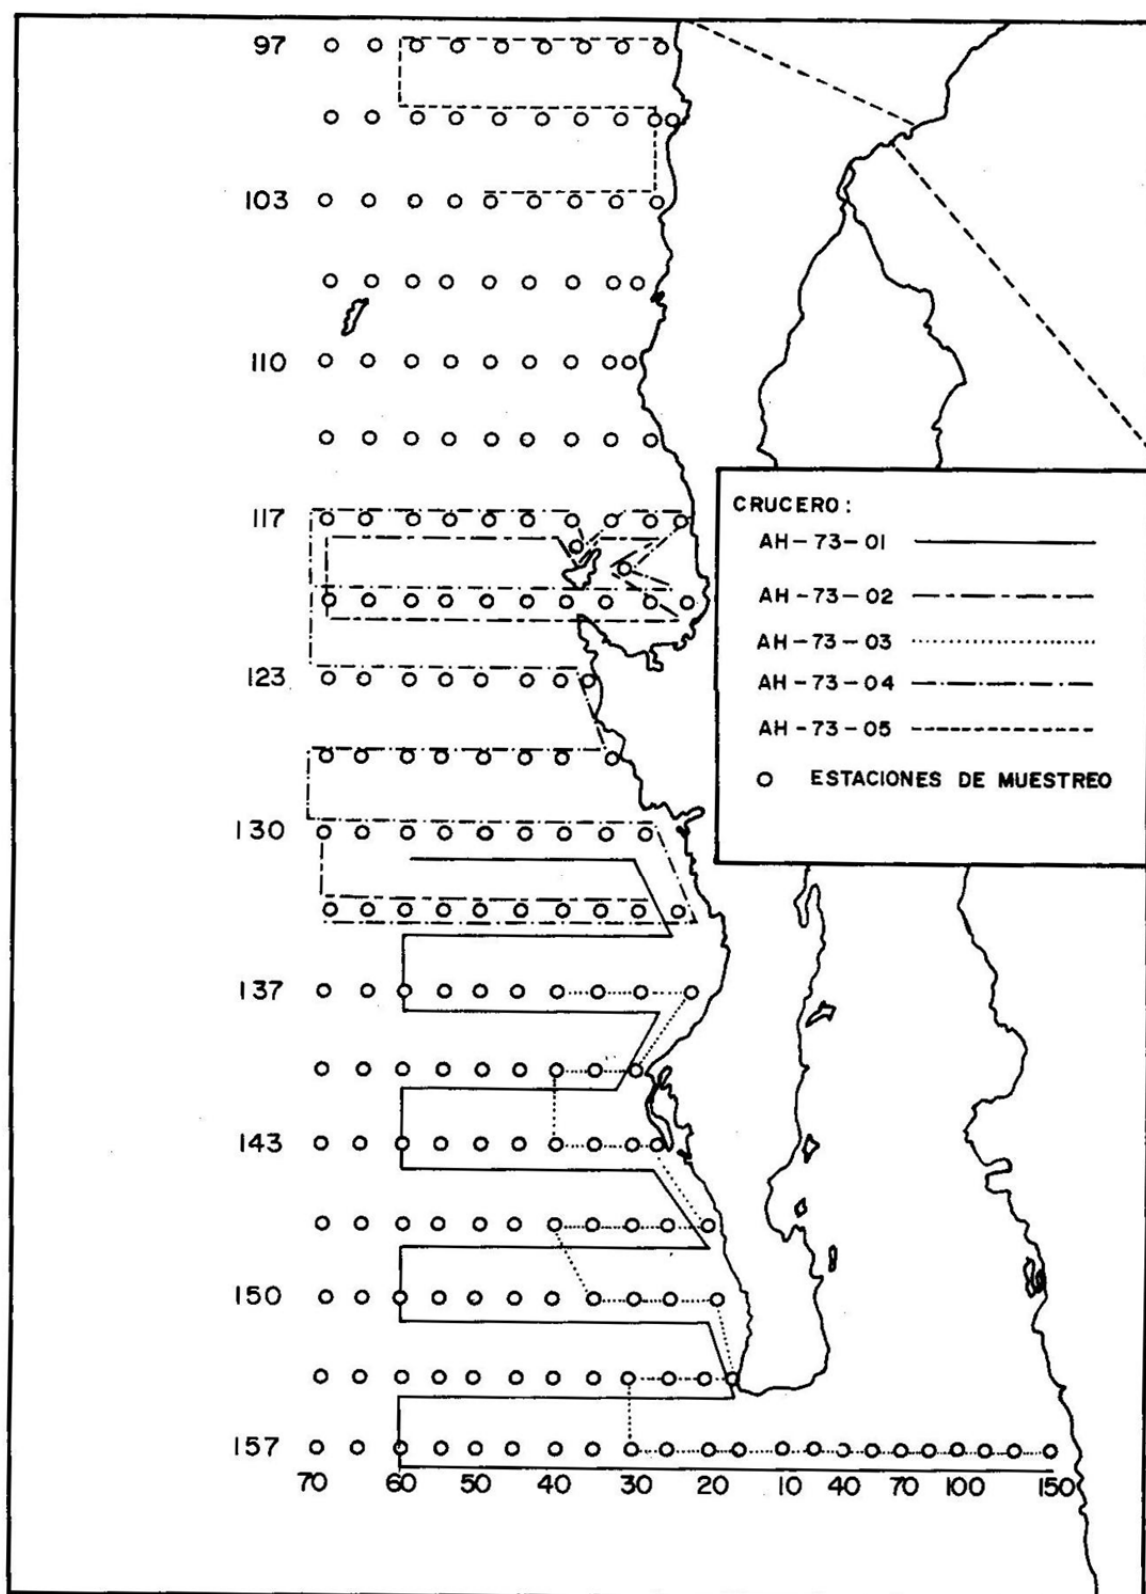 97
103
110
117
CRUCERO:
AH-73-01
AH-73-02
AH-73-03
123
AH-73-04
AH-73-05
ESTACIONES DE MUESTREO
130
137
143
150
157
70 60 50 40 30 20 10 40 70 100 150